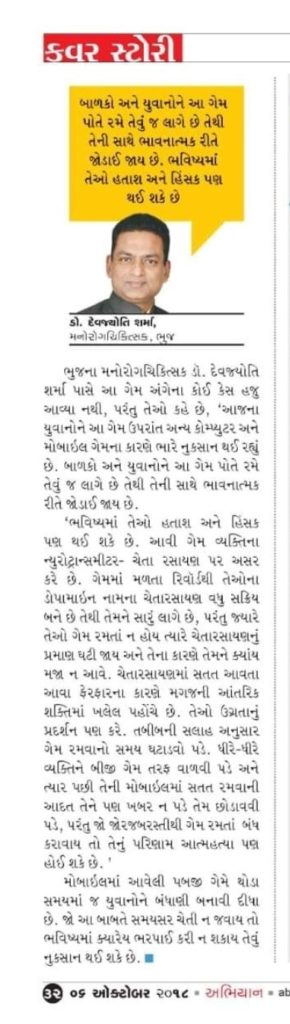 કવર સ્ટોરી
બાળકો અને યુવાનોને આ ગેમ
પોતે રમે તેવું જ લાગે છે તેથી
તેની સાથે ભાવનાત્મક રીતે
જોડાઈ જાય છે. ભવિષ્યમાં
તેઓ હતાશ અને હિંસક પણ
થઈ શકે છે
ડો. દેવજ્યોતિ શર્મા,
મનોરોગચિકિત્સક, ભુજ
ભુજના મનોરોગચિકિત્સક ડૉ. દેવજ્યોતિ
શર્મા પાસે આ ગેમ અંગેના કોઈ કેસ હજુ
આવ્યા નથી, પરંતુ તેઓ કહે છે, ‘આજના
યુવાનોને આ ગેમ ઉપરાંત અન્ય કોમ્પ્યુટર અને
મોબાઈલ ગેમના કારણે ભારે નુકસાન થઈ રહ્યું
છે. બાળકો અને યુવાનોને આ ગેમ પોતે રમે
તેવું જ લાગે છે તેથી તેની સાથે ભાવનાત્મક
રીતે જોડાઈ જાય છે.
‘ભવિષ્યમાં તેઓ હતાશ અને હિંસક
પણ થઈ શકે છે. આવી ગેમ વ્યક્તિના
ન્યુરોટ્રાન્સમીટર- ચેતા રસાયણ પર અસર
કરે છે. ગેમમાં મળતા રિવૉર્ડથી તેઓના
ડોપામાઇન નામના ચેતારસાયણ વધુ સક્રિય
બને છે તેથી તેમને સારું લાગે છે, પરંતુ જ્યારે
તેઓ ગેમ રમતાં ન હોય ત્યારે ચેતારસાયણનું
પ્રમાણ ઘટી જાય અને તેના કારણે તેમને ક્યાંય
મજા ન આવે. ચેતારસાયણમાં સતત આવતા
આવા ફેરફારના કારણે મગજની આંતરિક
શક્તિમાં ખલેલ પહોંચે છે. તેઓ ઉગ્રતાનું
પ્રદર્શન પણ કરે. તબીબની સલાહ અનુસાર
ગેમ રમવાનો સમય ઘટાડવો પડે. ધીરે-ધીરે
વ્યક્તિને બીજી ગેમ તરફ વાળવી પડે અને
ત્યાર પછી તેની મોબાઇલમાં સતત રમવાની
આદત તેને પણ ખબર ન પડે તેમ છોડાવવી
પડે, પરંતુ જો જોરજબરસ્તીથી ગેમ રમતાં બંધ
કરાવાય તો તેનું પરિણામ આત્મહત્યા પણ
હોઈ શકે છે. ’
મોબાઇલમાં આવેલી પબજી ગેમે થોડા
સમયમાં જ યુવાનોને બંધાણી બનાવી દીધા
છે. જો આ બાબતે સમયસર ચેતી ન જવાય તો
ભવિષ્યમાં ક્યારેય ભરપાઈ કરી ન શકાય તેવું
નુકસાન થઈ શકે છે.
૩૨ ૦૬ ઓક્ટોબર ૨૦૧૮ • અભિયાન • ab